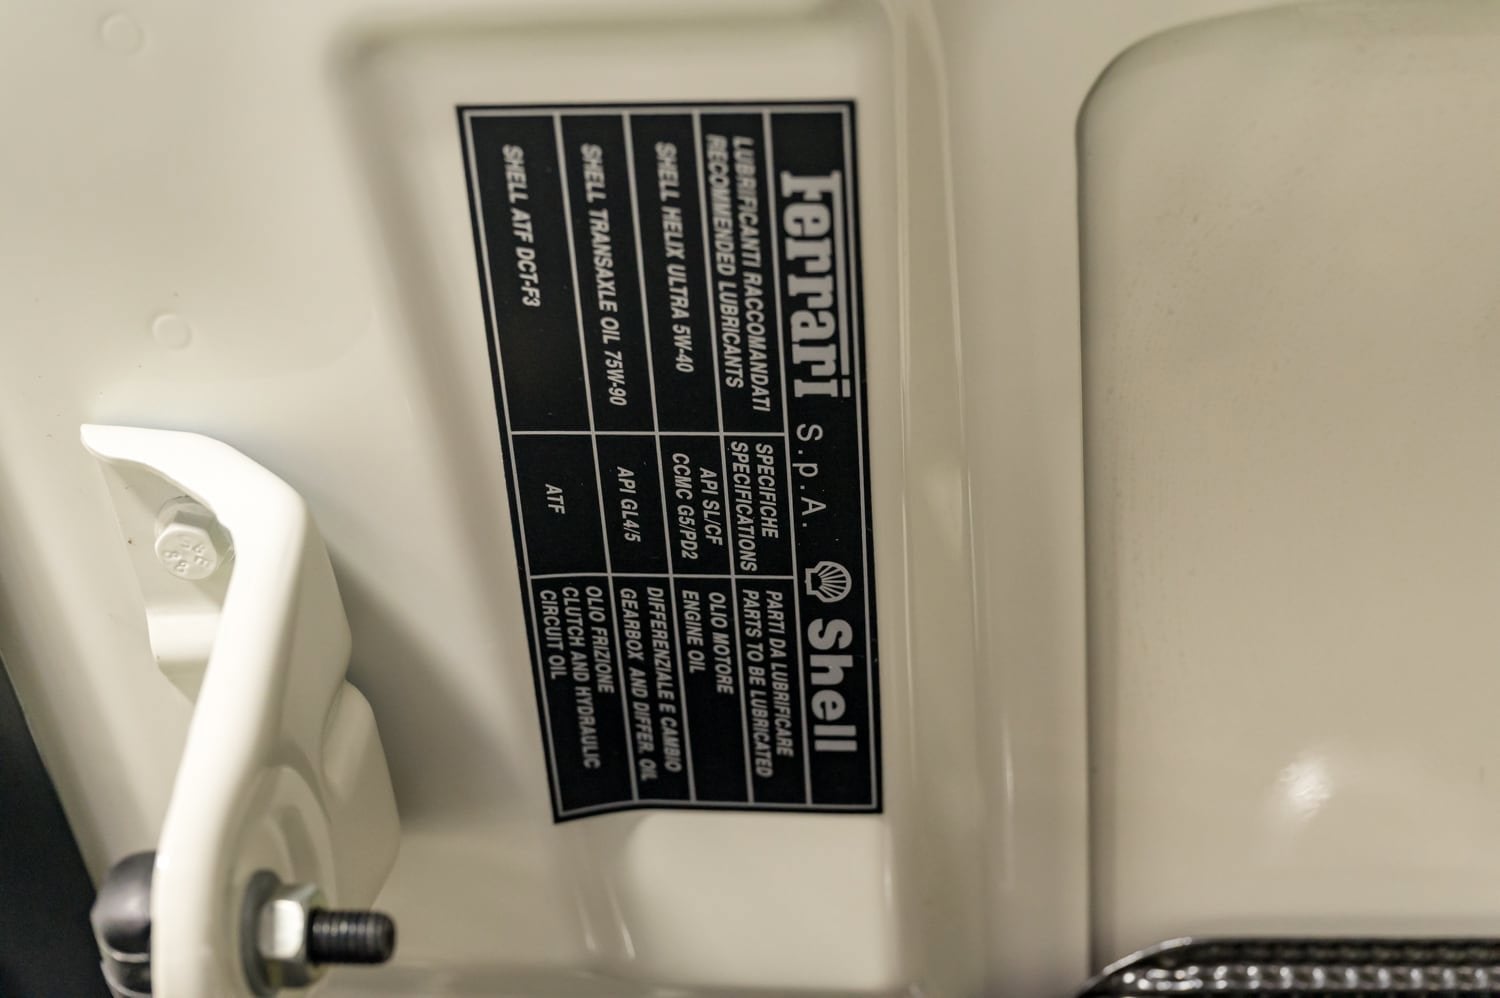 Ferrari S.p.A. Shell
LUBRIFICANTI RACCOMANDATI
RECOMMENDED LUBRICANTS
SPECIFICHE
SPECIFICATIONS
PARTI DA LUBRIFICARE
PARTS TO BE LUBRICATED
SHELL HELIX ULTRA 5W-40
API SL/CF
CCMC G5/PD2
OLIO MOTORE
ENGINE OIL
SHELL TRANSAXLE OIL 75W-90
API GL4/5
DIFFERENZIALE E CAMBIO
GEARBOX AND DIFFER. OIL
SHELL ATF DCT-F3
ATF
OLIO FRIZIONE
CLUTCH AND HYDRAULIC
CIRCUIT OIL